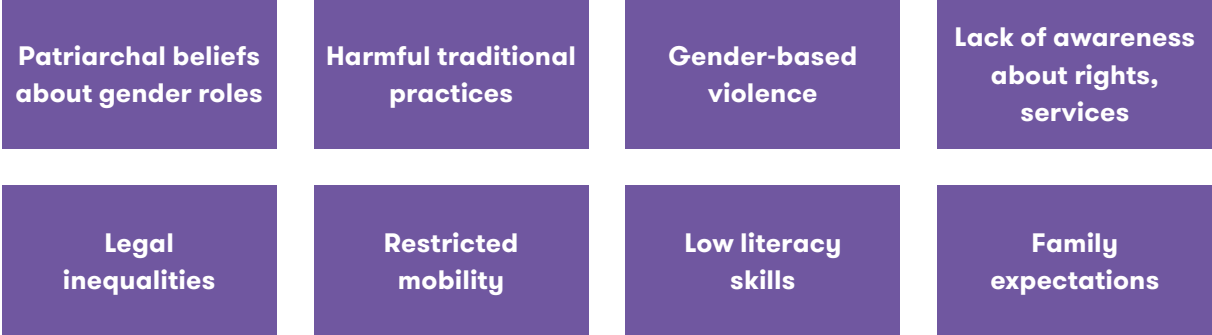 Patriarchal beliefs
about gender roles
Harmful traditional
practices
Gender-based
violence
Lack of awareness
about rights,
services
Legal
inequalities
Restricted
mobility
Low literacy
skills
Family
expectations